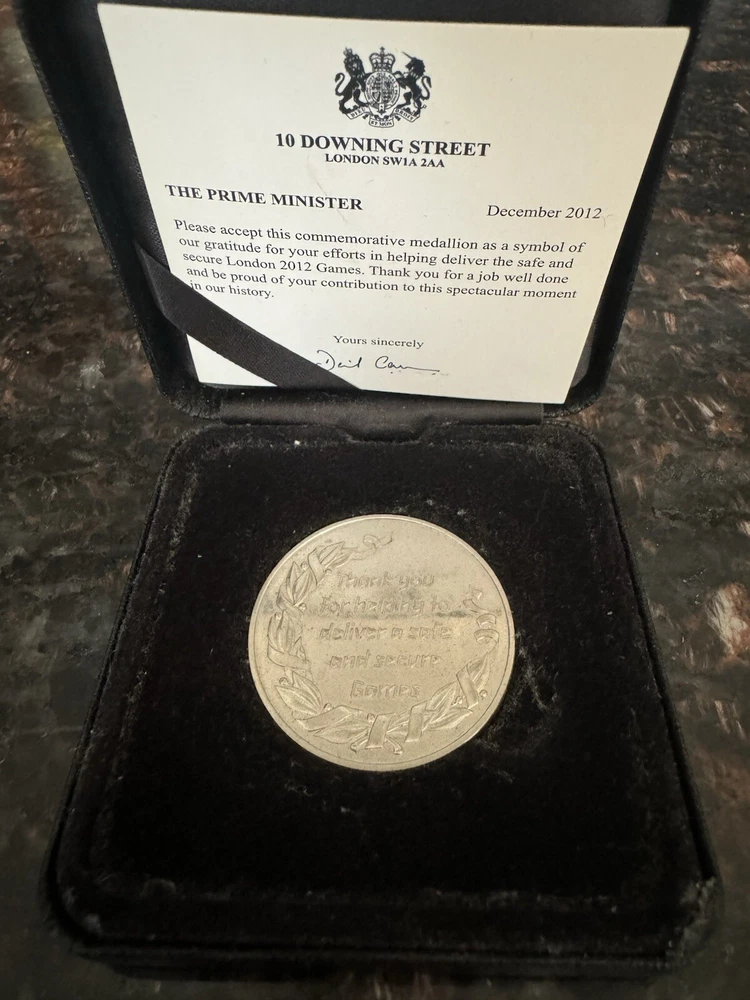 10 DOWNING STREET
LONDON SW1A 2AA
THE PRIME MINISTER
December 2012
Please accept this commemorative medallion as a symbol of
our gratitude for your efforts in helping deliver the safe and
secure London 2012 Games. Thank you for a job well done
and be proud of your contribution to this spectacular moment
in our history.
Yours sincerely
Thank you
for helping to
deliver a safe
and secure
Games